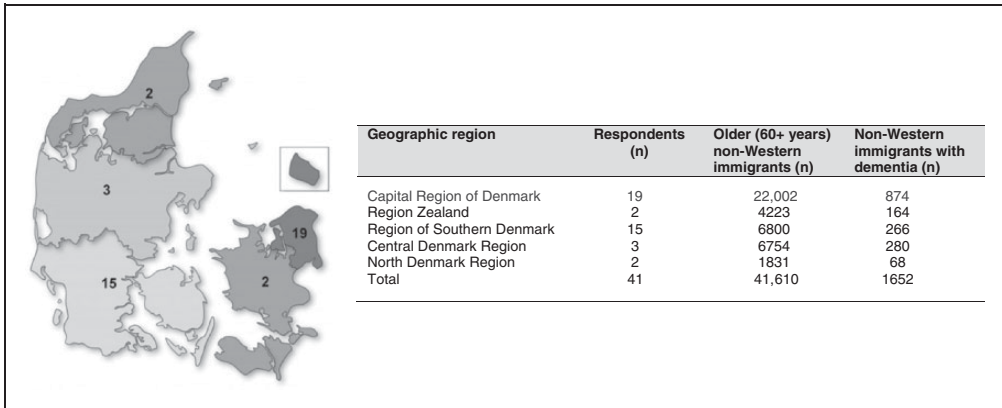 2
3
19
15
2
Geographic region Respondents (n) Older (60+ years) non-Western immigrants (n) Non-Western immigrants with dementia (n)
Capital Region of Denmark 19 22,002 874
Region Zealand 2 4223 164
Region of Southern Denmark 15 6800 266
Central Denmark Region 3 6754 280
North Denmark Region 2 1831 68
Total 41 41,610 1652